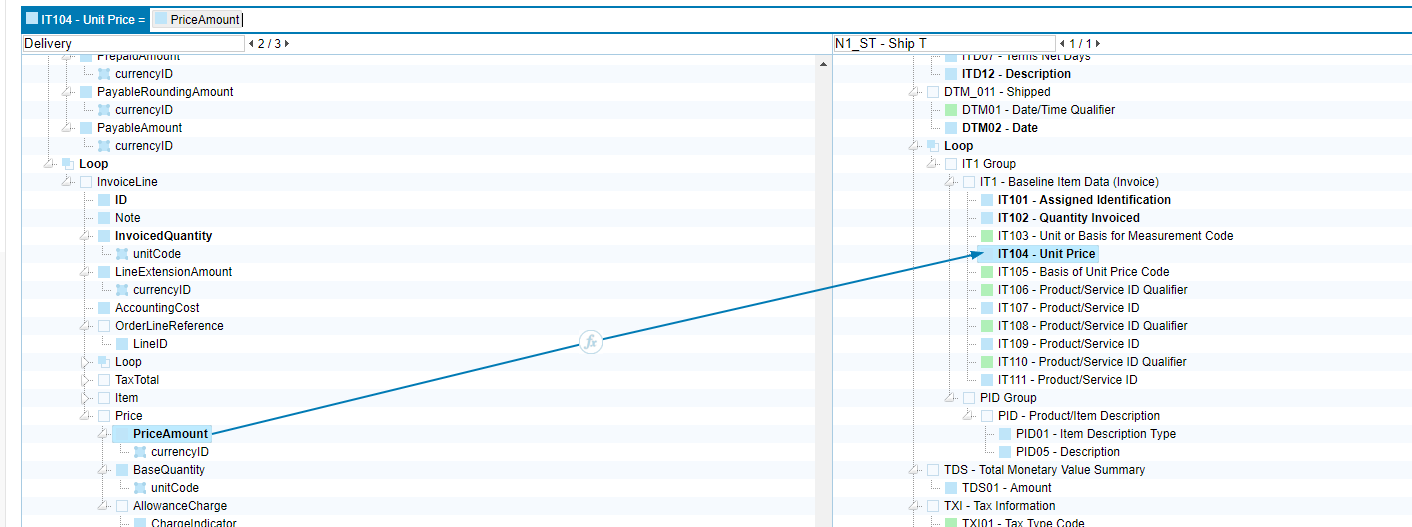 IT104 - Unit Price = PriceAmount
Delivery 2 / 3
PrepaidAmount
currencyID
PayableRoundingAmount
currencyID
PayableAmount
currencyID
Loop
InvoiceLine
ID
Note
InvoicedQuantity
unitCode
LineExtensionAmount
currencyID
AccountingCost
OrderLineReference
LineID
Loop
TaxTotal
Item
Price
PriceAmount
currencyID
BaseQuantity
unitCode
AllowanceCharge
ChargeIndicator
fx
N1_ST - Ship T 1 / 1
ITD07 - Terms Net Days
ITD12 - Description
DTM_011 - Shipped
DTM01 - Date/Time Qualifier
DTM02 - Date
Loop
IT1 Group
IT1 - Baseline Item Data (Invoice)
IT101 - Assigned Identification
IT102 - Quantity Invoiced
IT103 - Unit or Basis for Measurement Code
IT104 - Unit Price
IT105 - Basis of Unit Price Code
IT106 - Product/Service ID Qualifier
IT107 - Product/Service ID
IT108 - Product/Service ID Qualifier
IT109 - Product/Service ID
IT110 - Product/Service ID Qualifier
IT111 - Product/Service ID
PID Group
PID - Product/Item Description
PID01 - Item Description Type
PID05 - Description
TDS - Total Monetary Value Summary
TDS01 - Amount
TXI - Tax Information
TXI01 - Tax Type Code